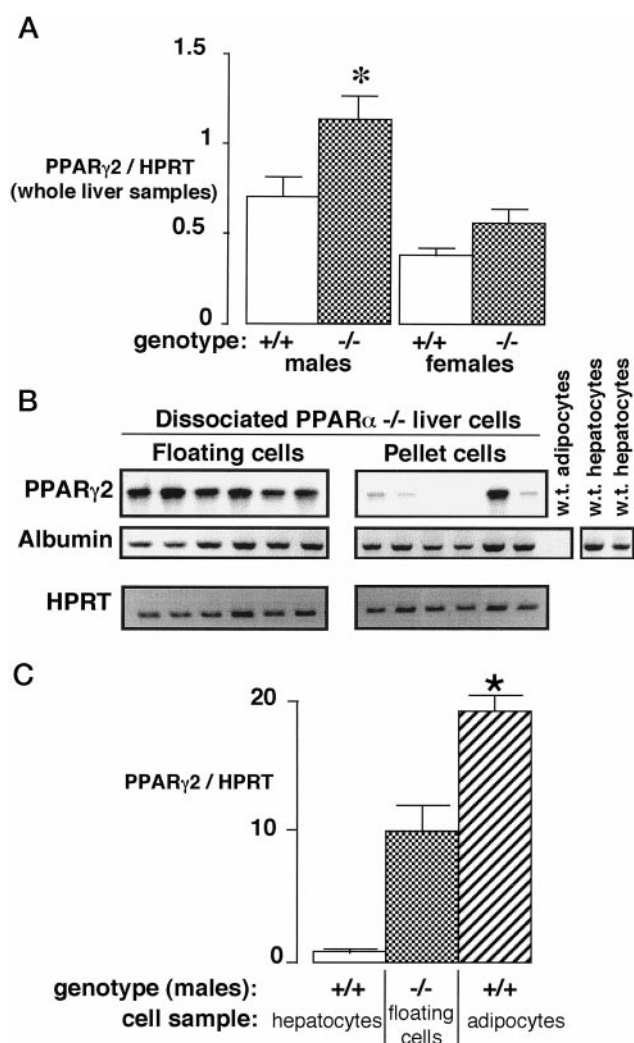 A
1.5
*
1
PPARγ2 / HPRT
(whole liver samples)
0.5
0
genotype: +/+ -/- +/+ -/-
males females
B
Dissociated PPARα -/- liver cells
Floating cells Pellet cells
w.t. adipocytes
w.t. hepatocytes
w.t. hepatocytes
PPARγ2
Albumin
HPRT
C
20
*
PPARγ2 / HPRT
10
0
genotype (males): +/+ -/- +/+
cell sample: hepatocytes floating cells adipocytes